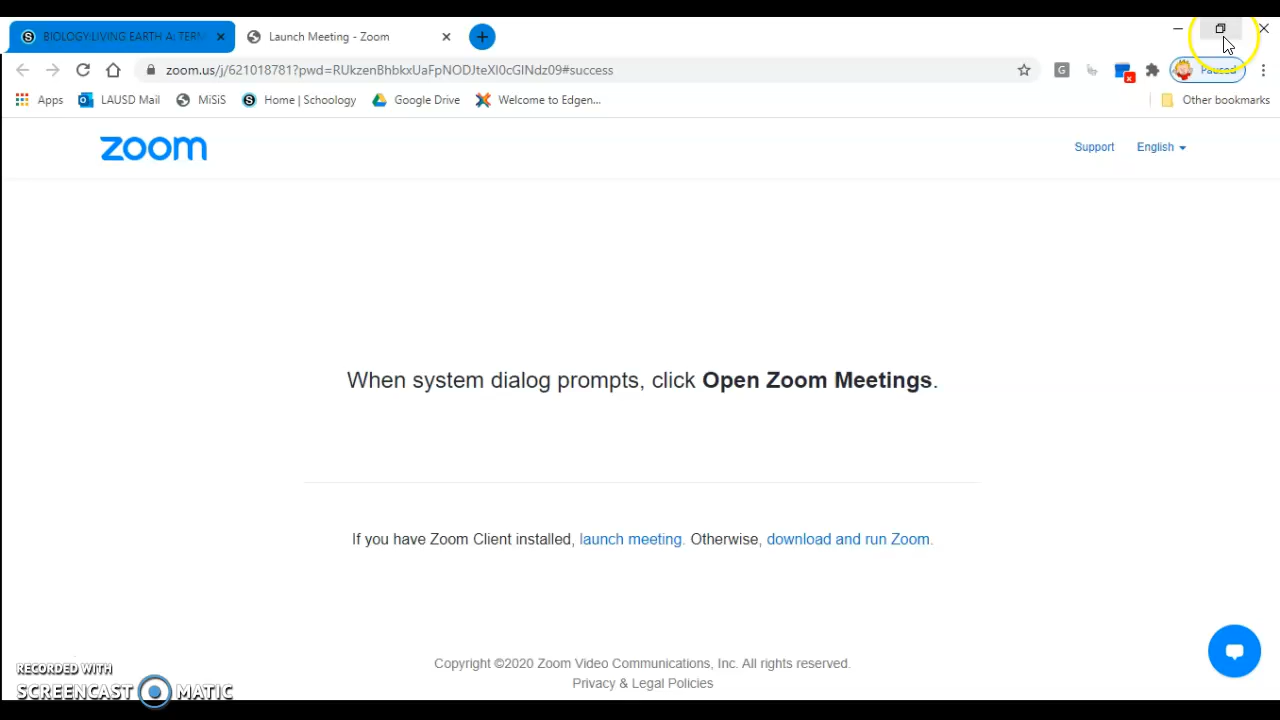 BIOLOGY:LIVING EARTH A: TERM
Launch Meeting - Zoom
zoom.us/j/621018781?pwd=RUkzenBhbkxUaFpNODJteXl0cGlNdz09#success
G
Paused
Apps
LAUSD Mail
MiSiS
Home | Schoology
Google Drive
Welcome to Edgen...
Other bookmarks
zoom
Support
English
When system dialog prompts, click Open Zoom Meetings.
If you have Zoom Client installed, launch meeting. Otherwise, download and run Zoom.
Copyright ©2020 Zoom Video Communications, Inc. All rights reserved.
Privacy & Legal Policies
RECORDED WITH
SCREENCAST MATIC